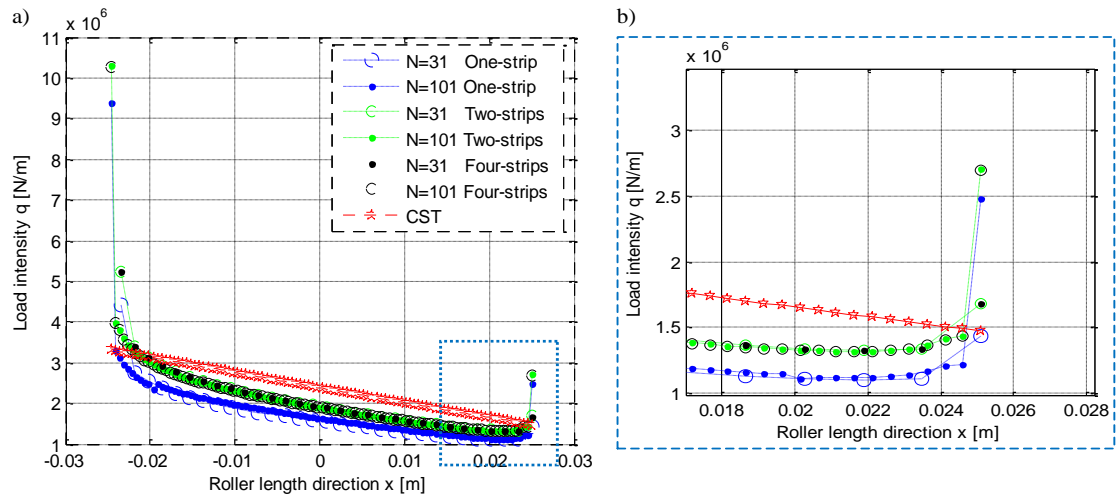 a)
x 10^6
11
10
9
8
7
6
5
4
3
2
1
Load intensity q [N/m]
-0.03
-0.02
-0.01
0
0.01
0.02
0.03
Roller length direction x [m]
N=31 One-strip
N=101 One-strip
N=31 Two-strips
N=101 Two-strips
N=31 Four-strips
N=101 Four-strips
CST
b)
x 10^6
3
2.5
2
1.5
1
Load intensity q [N/m]
0.018
0.02
0.022
0.024
0.026
0.028
Roller length direction x [m]